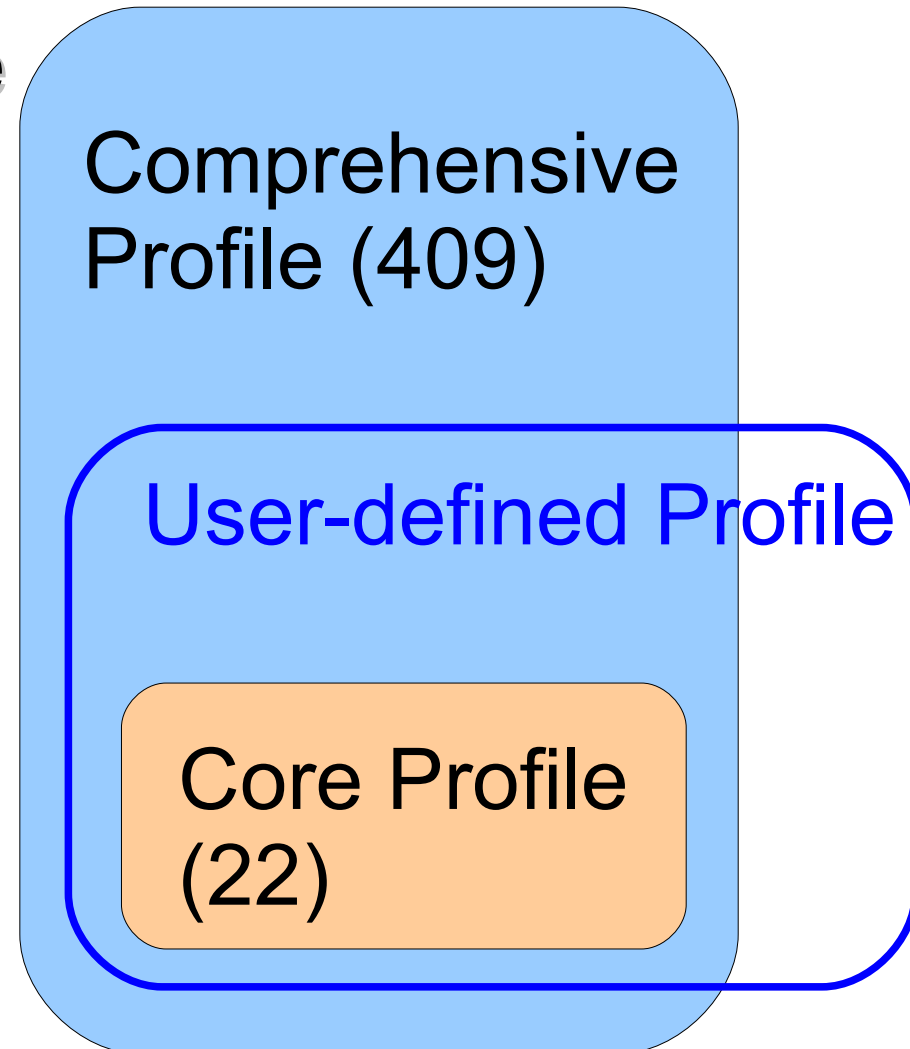 Comprehensive
Profile (409)
User-defined Profile
Core Profile
(22)